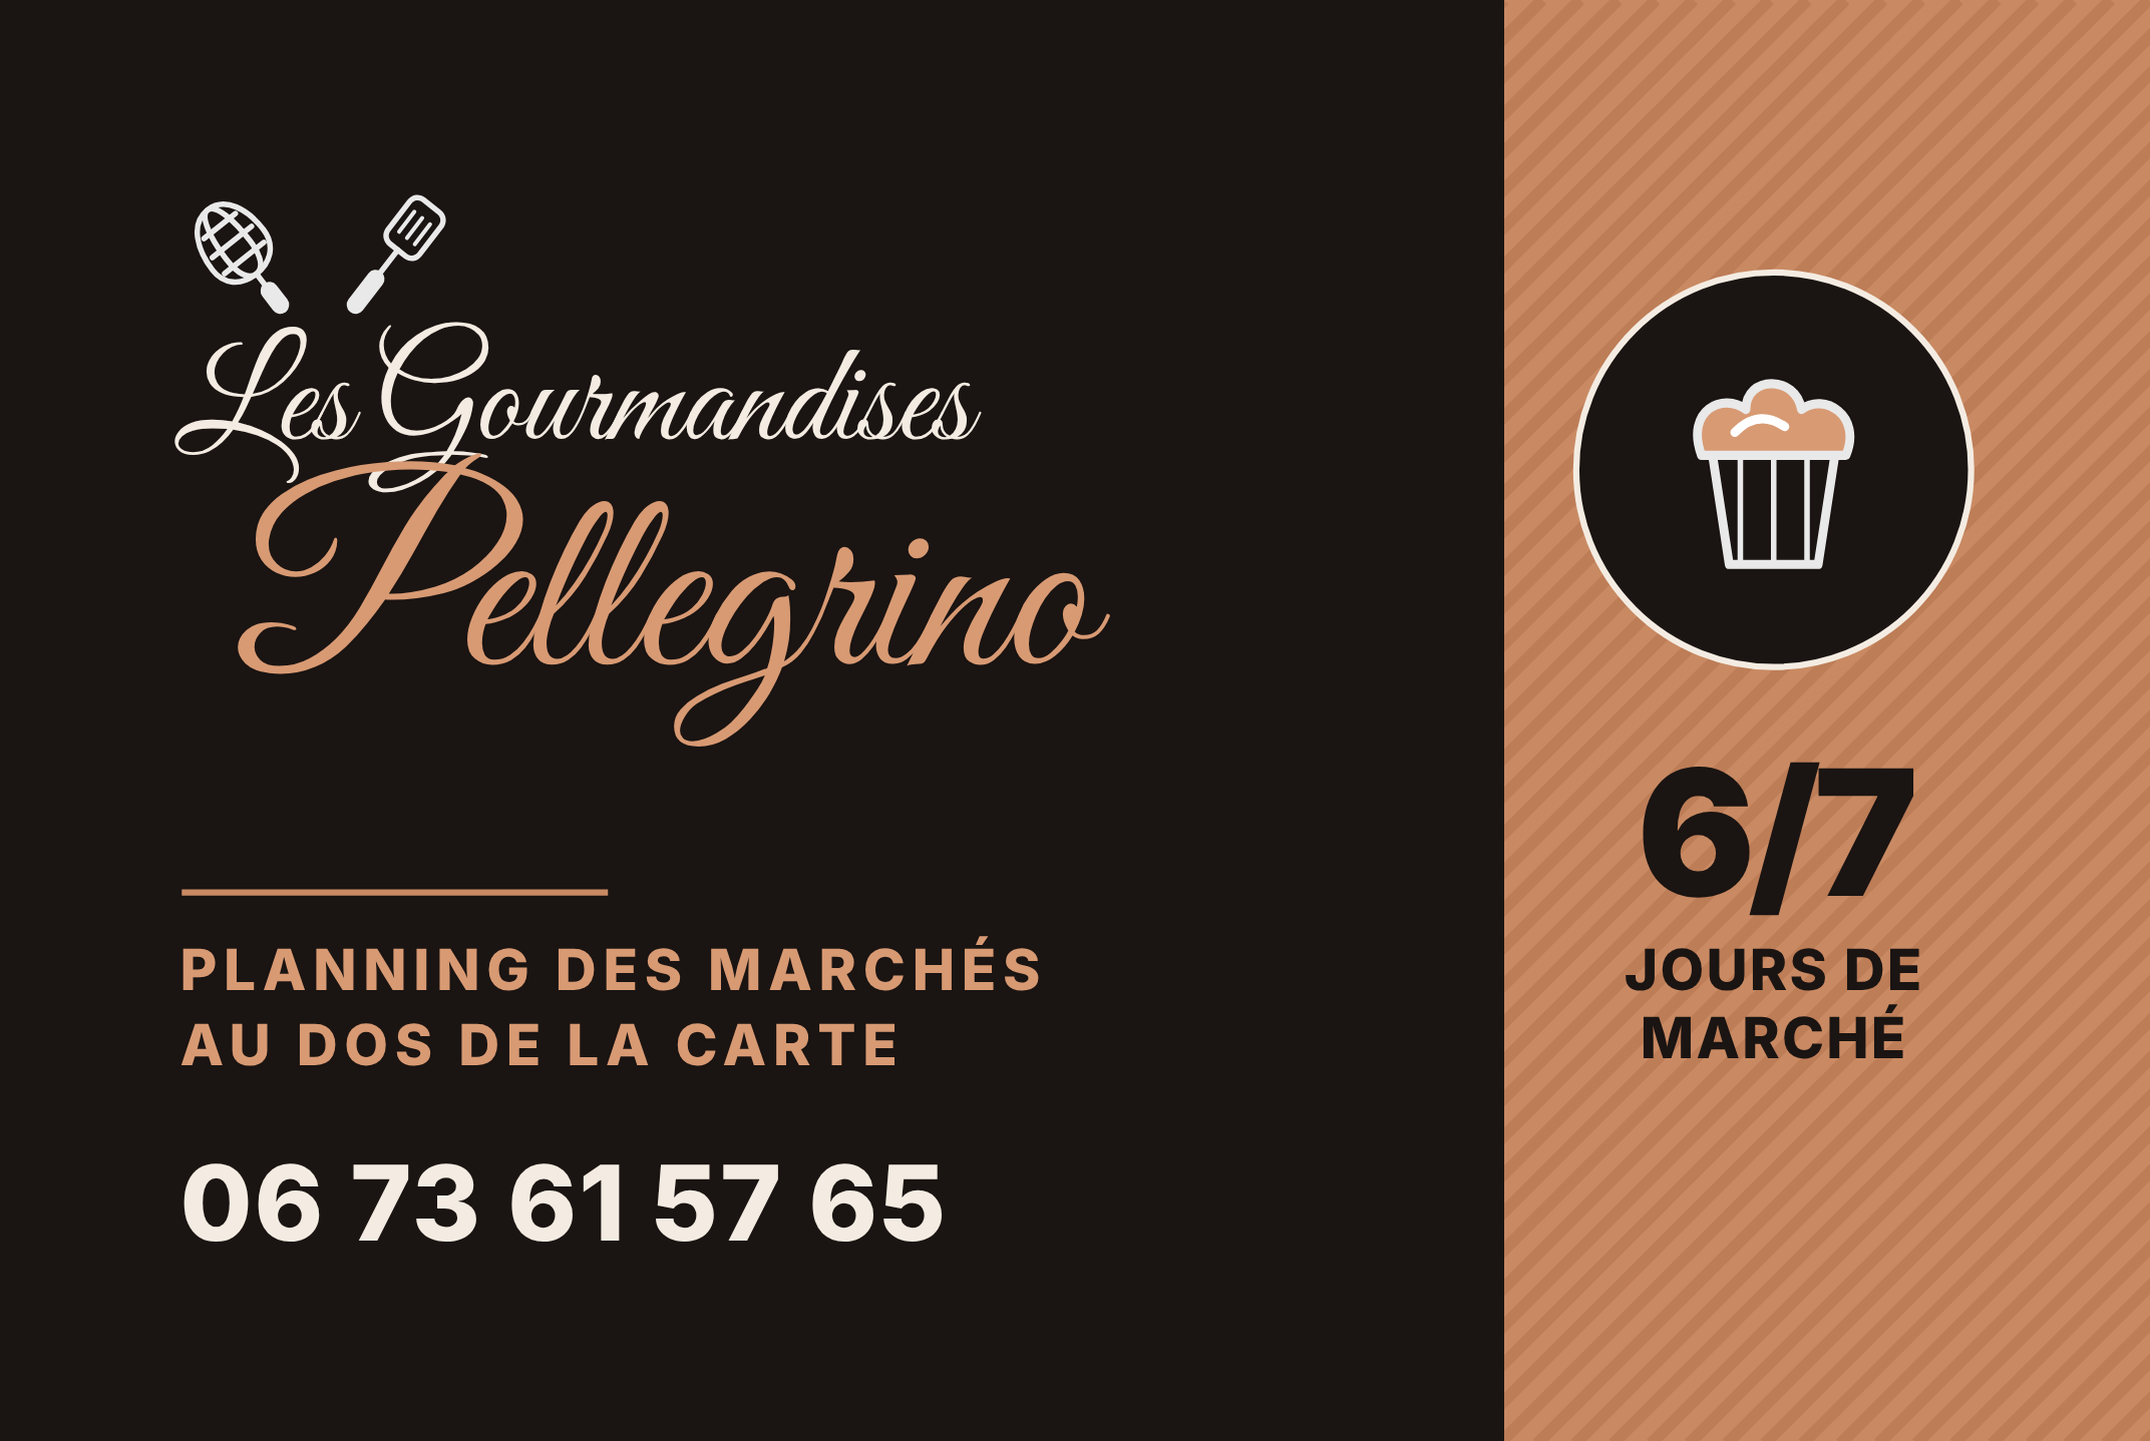 Les Gourmandises
Pellegrino
PLANNING DES MARCHÉS
AU DOS DE LA CARTE
06 73 61 57 65
6/7
JOURS DE
MARCHÉ